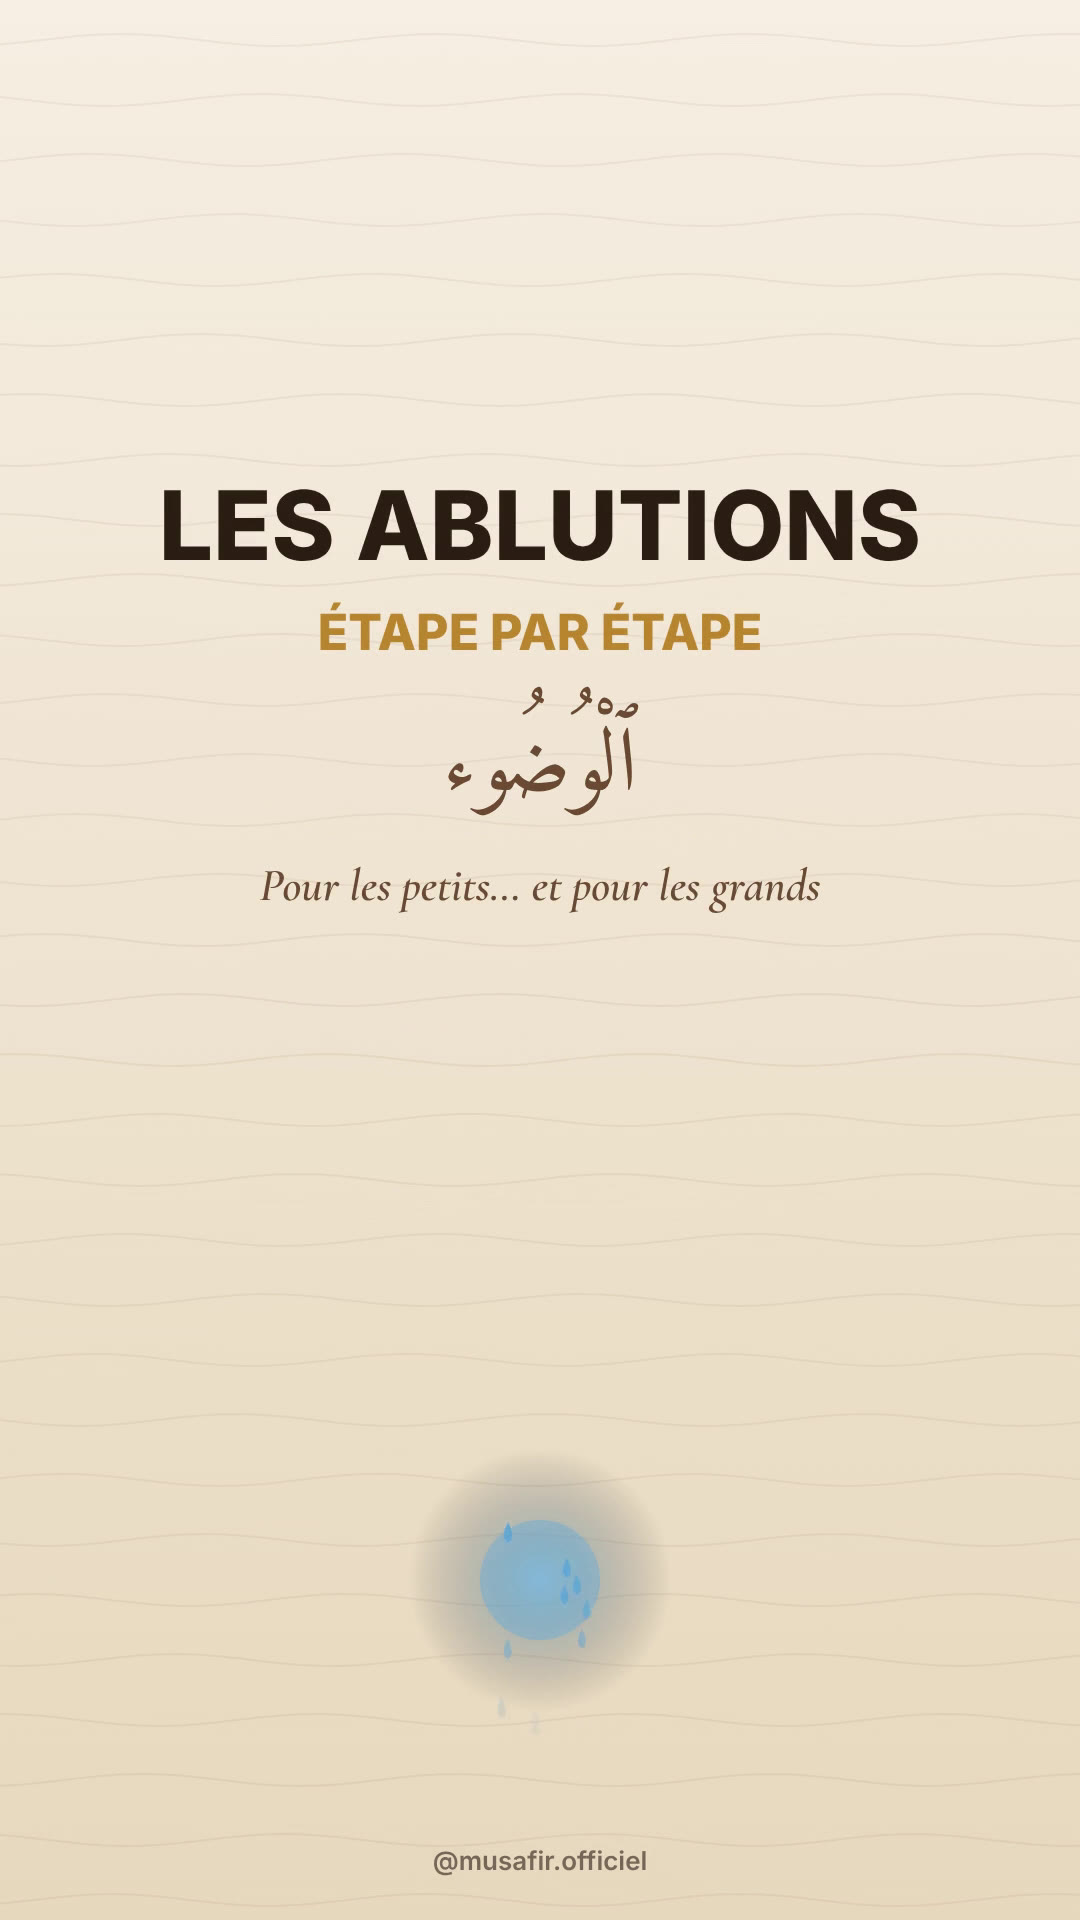 LES ABLUTIONS
ÉTAPE PAR ÉTAPE
ٱلْوُضُوء
Pour les petits... et pour les grands
@musafir.officiel